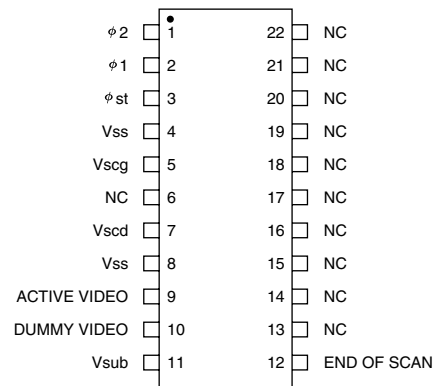 φ2 1 22 NC
φ1 2 21 NC
φst 3 20 NC
Vss 4 19 NC
Vscg 5 18 NC
NC 6 17 NC
Vscd 7 16 NC
Vss 8 15 NC
ACTIVE VIDEO 9 14 NC
DUMMY VIDEO 10 13 NC
Vsub 11 12 END OF SCAN